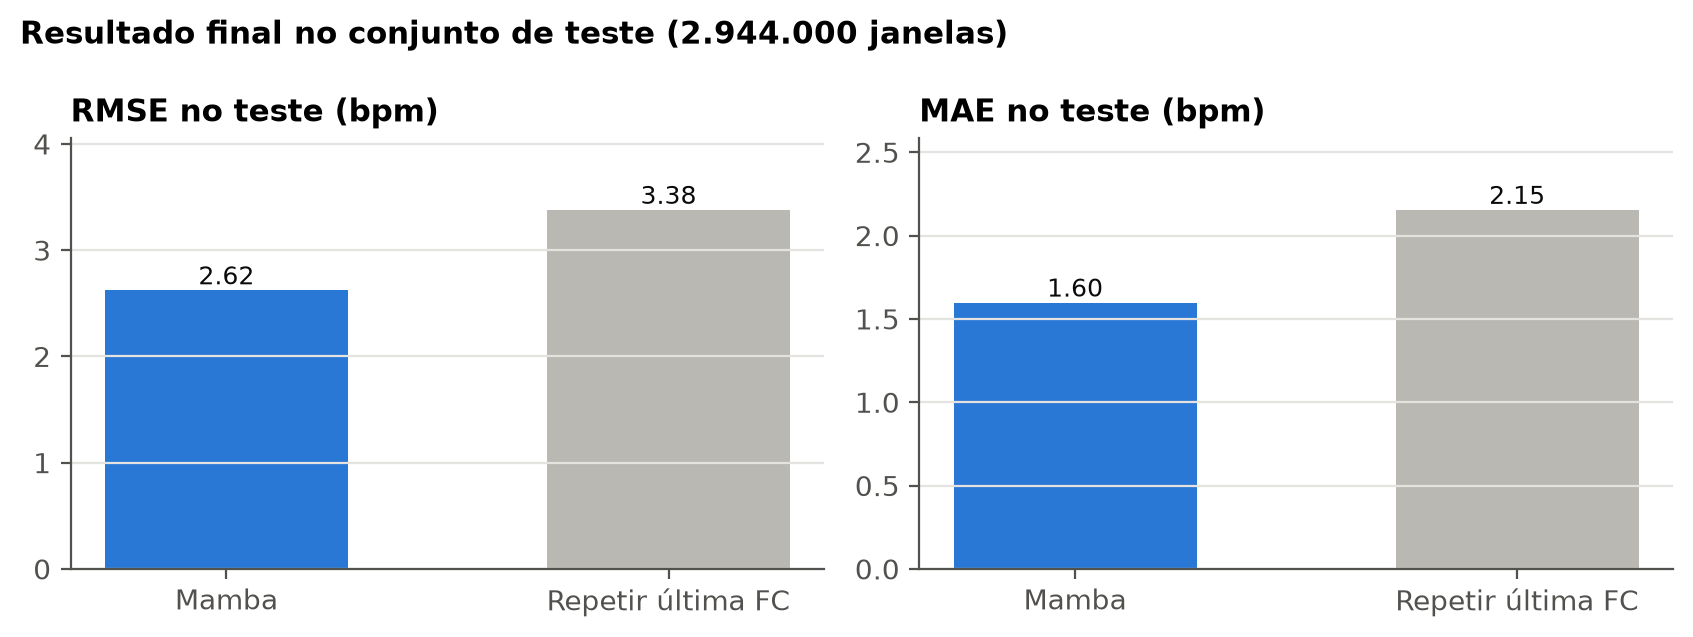 Resultado final no conjunto de teste (2.944.000 janelas)
RMSE no teste (bpm)
4
3
2
1
0
2.62
3.38
Mamba
Repetir última FC
MAE no teste (bpm)
2.5
2.0
1.5
1.0
0.5
0.0
1.60
2.15
Mamba
Repetir última FC